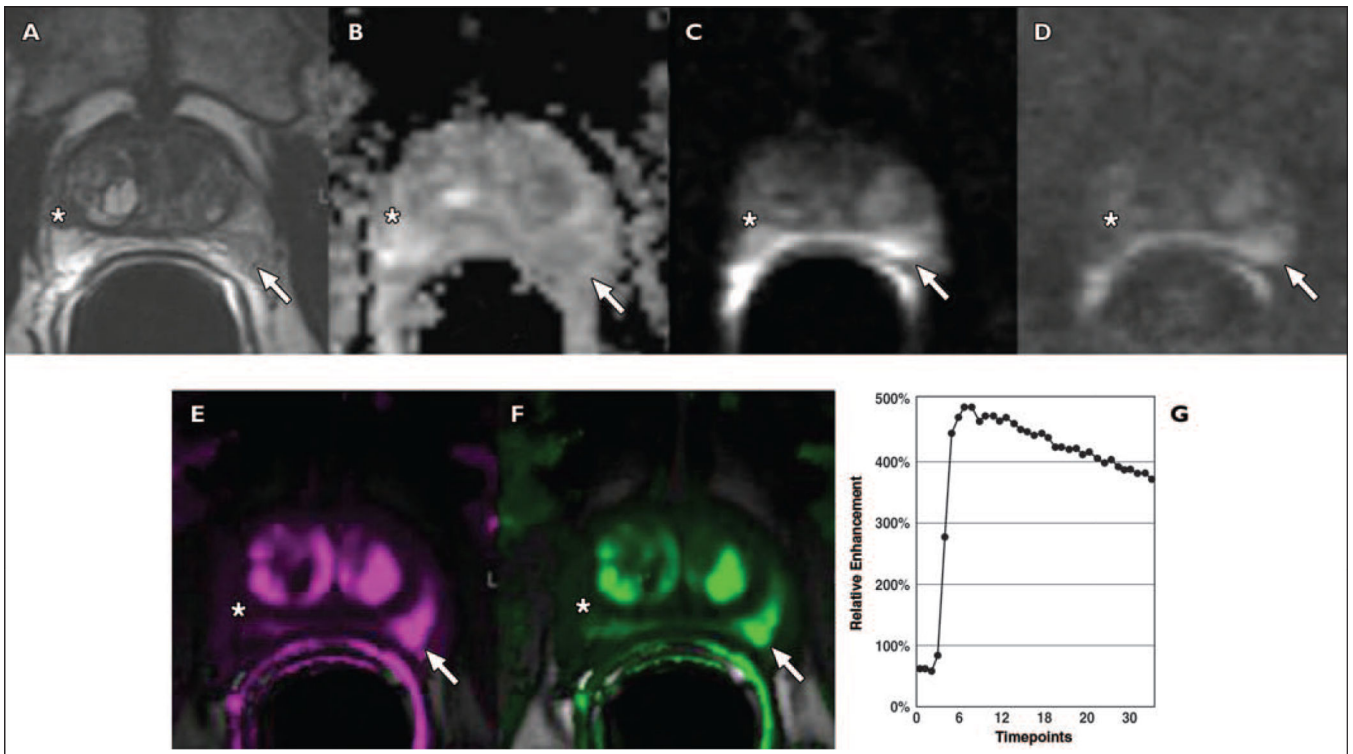 A
B
C
D
*
*
*
*
L
E
F
G
*
*
L
500%
400%
300%
200%
100%
0%
Relative Enhancement
0 6 12 18 20 30
Timepoints